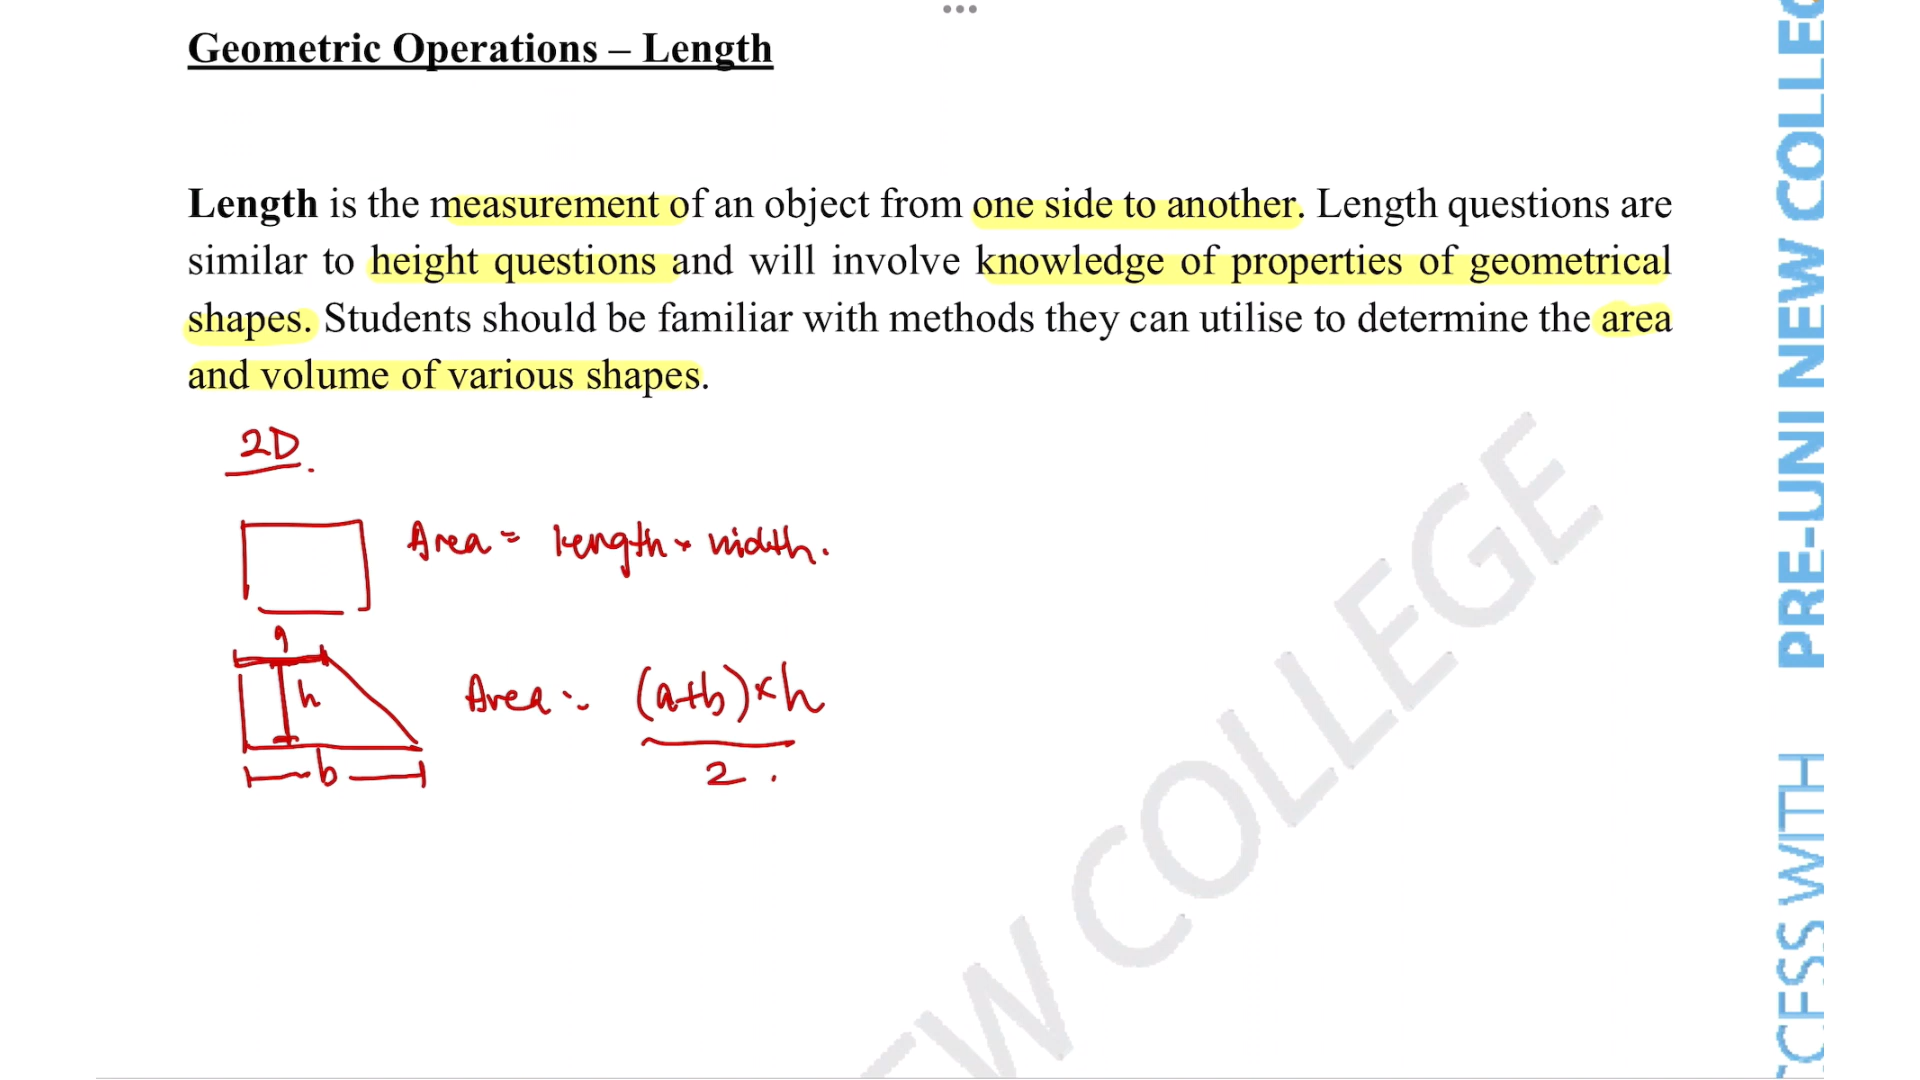 Geometric Operations – Length
Length is the measurement of an object from one side to another. Length questions are
similar to height questions and will involve knowledge of properties of geometrical
shapes. Students should be familiar with methods they can utilise to determine the area
and volume of various shapes.
2D.
Area = length × width.
a
h
b
Area = (a+b)×h
2.
EW COLLEGE
CCESS WITH PRE-UNI NEW COLLEG